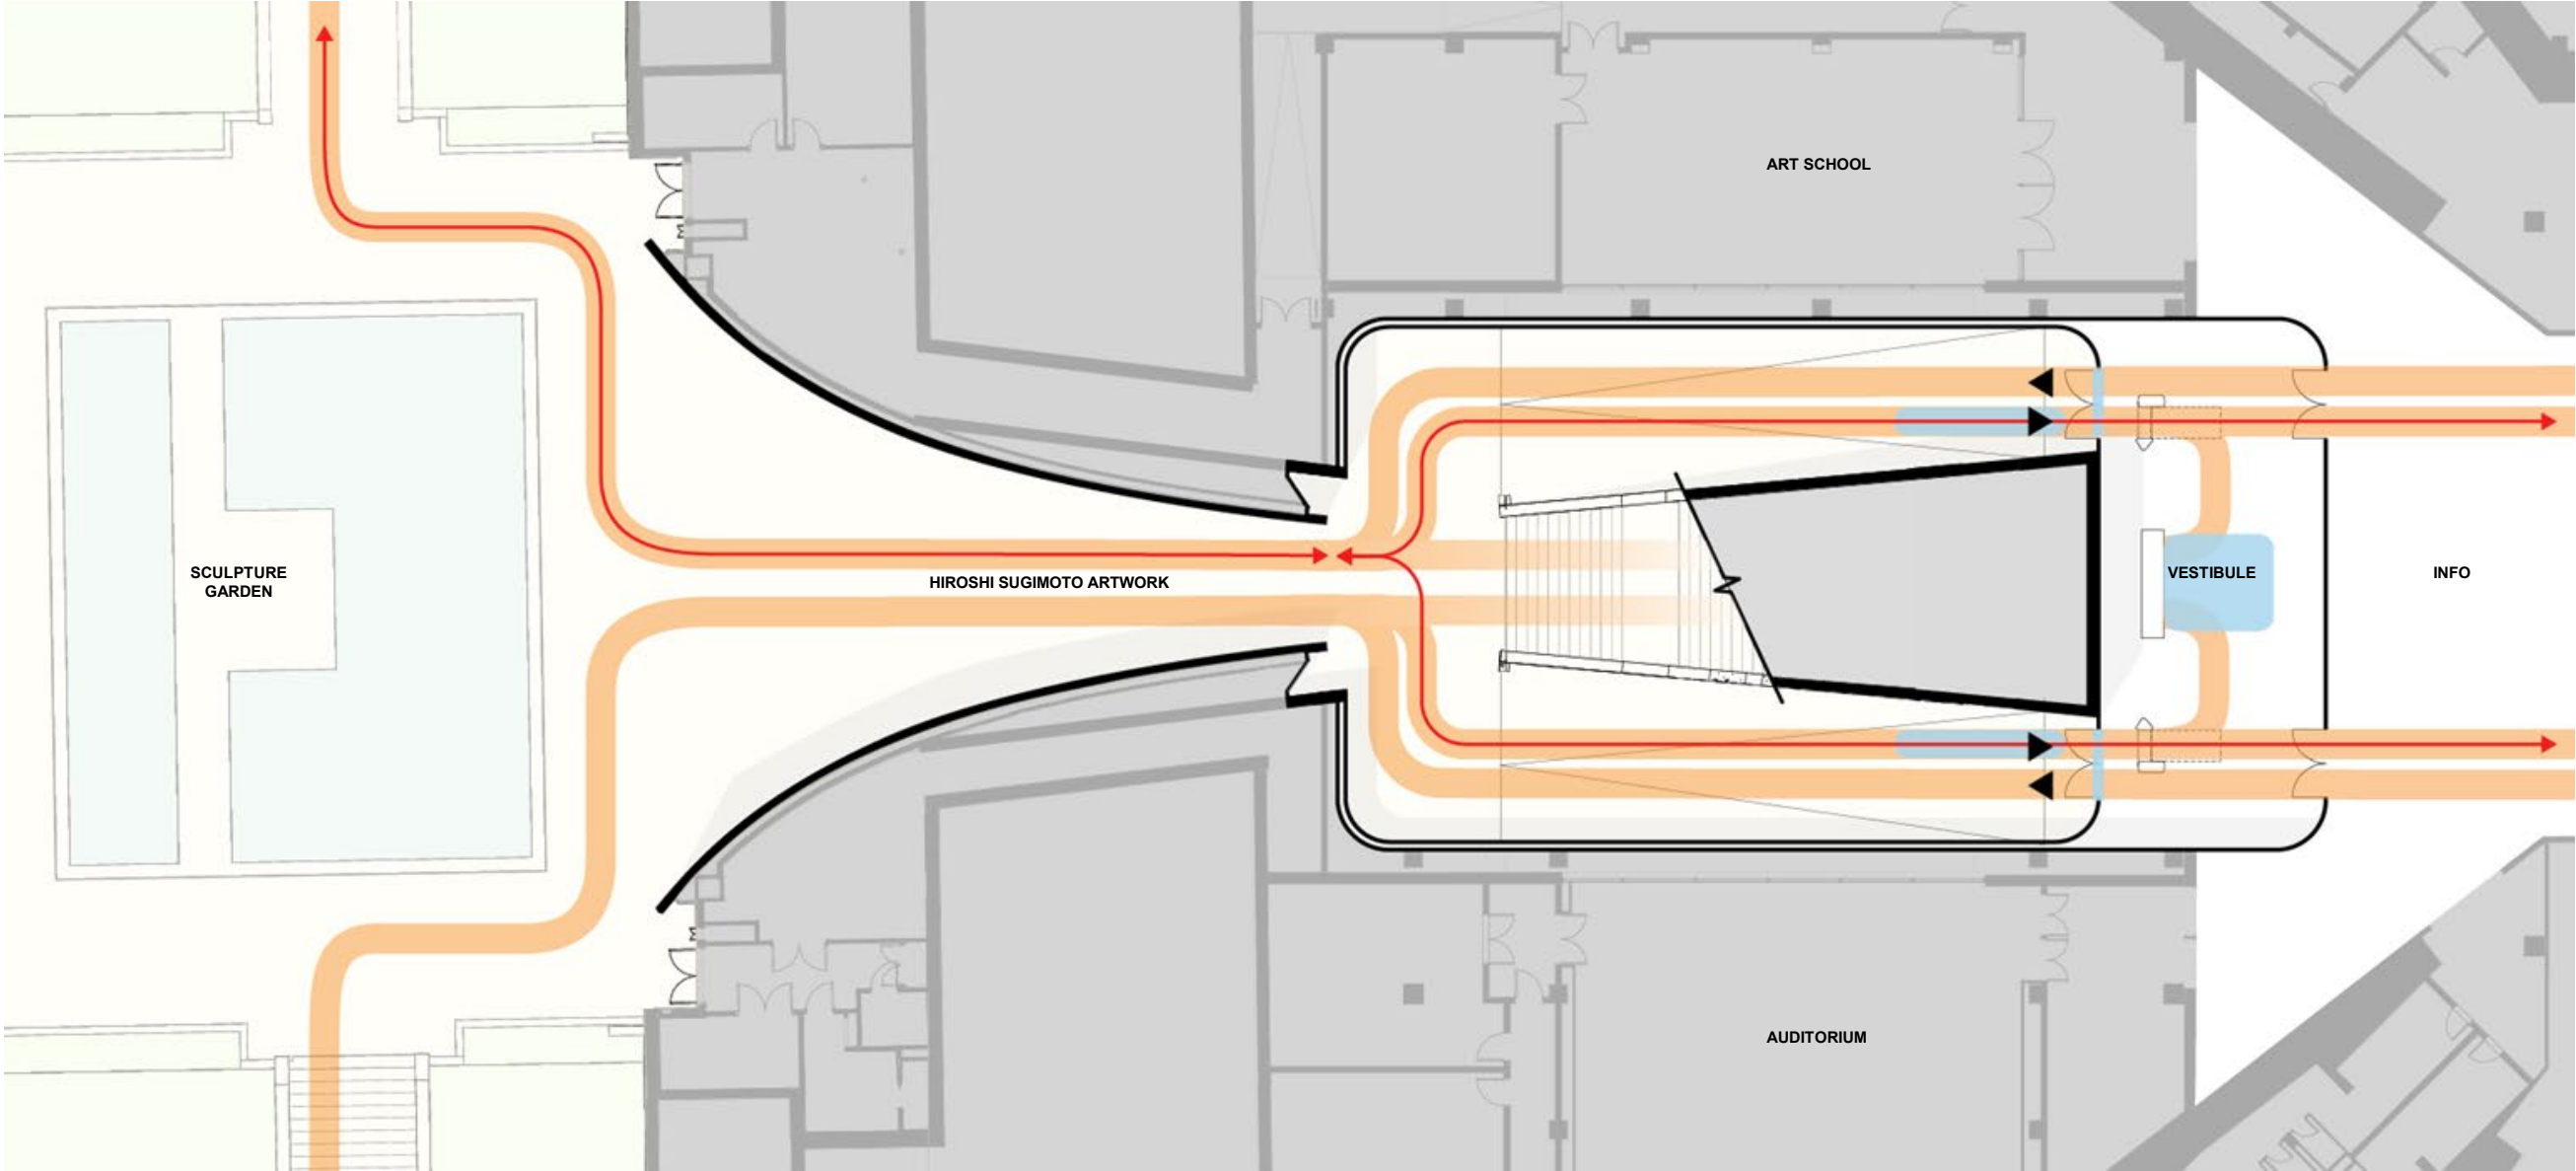 ART SCHOOL
SCULPTURE
GARDEN
HIROSHI SUGIMOTO ARTWORK
VESTIBULE
INFO
AUDITORIUM